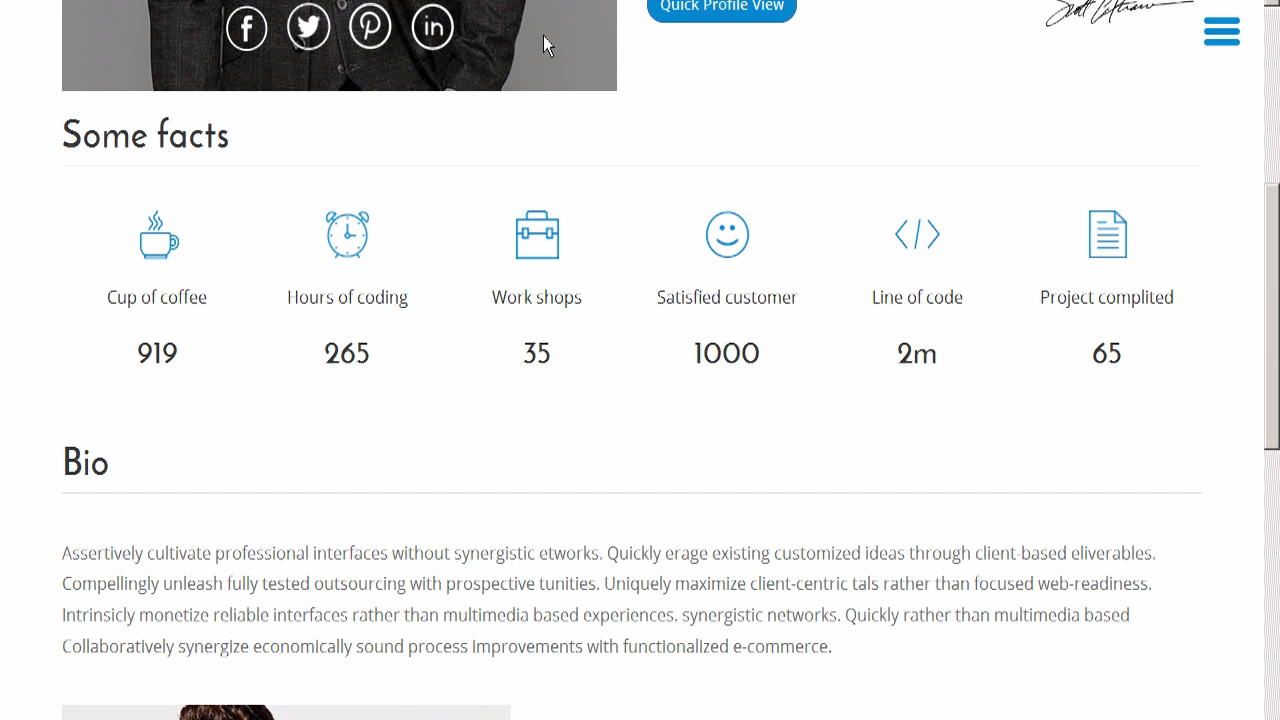 Quick Profile View
Some facts
Cup of coffee
Hours of coding
Work shops
Satisfied customer
Line of code
Project complited
919
265
35
1000
2m
65
Bio
Assertively cultivate professional interfaces without synergistic etworks. Quickly erage existing customized ideas through client-based eliverables.
Compellingly unleash fully tested outsourcing with prospective tunities. Uniquely maximize client-centric tals rather than focused web-readiness.
Intrinsicly monetize reliable interfaces rather than multimedia based experiences. synergistic networks. Quickly rather than multimedia based
Collaboratively synergize economically sound process improvements with functionalized e-commerce.